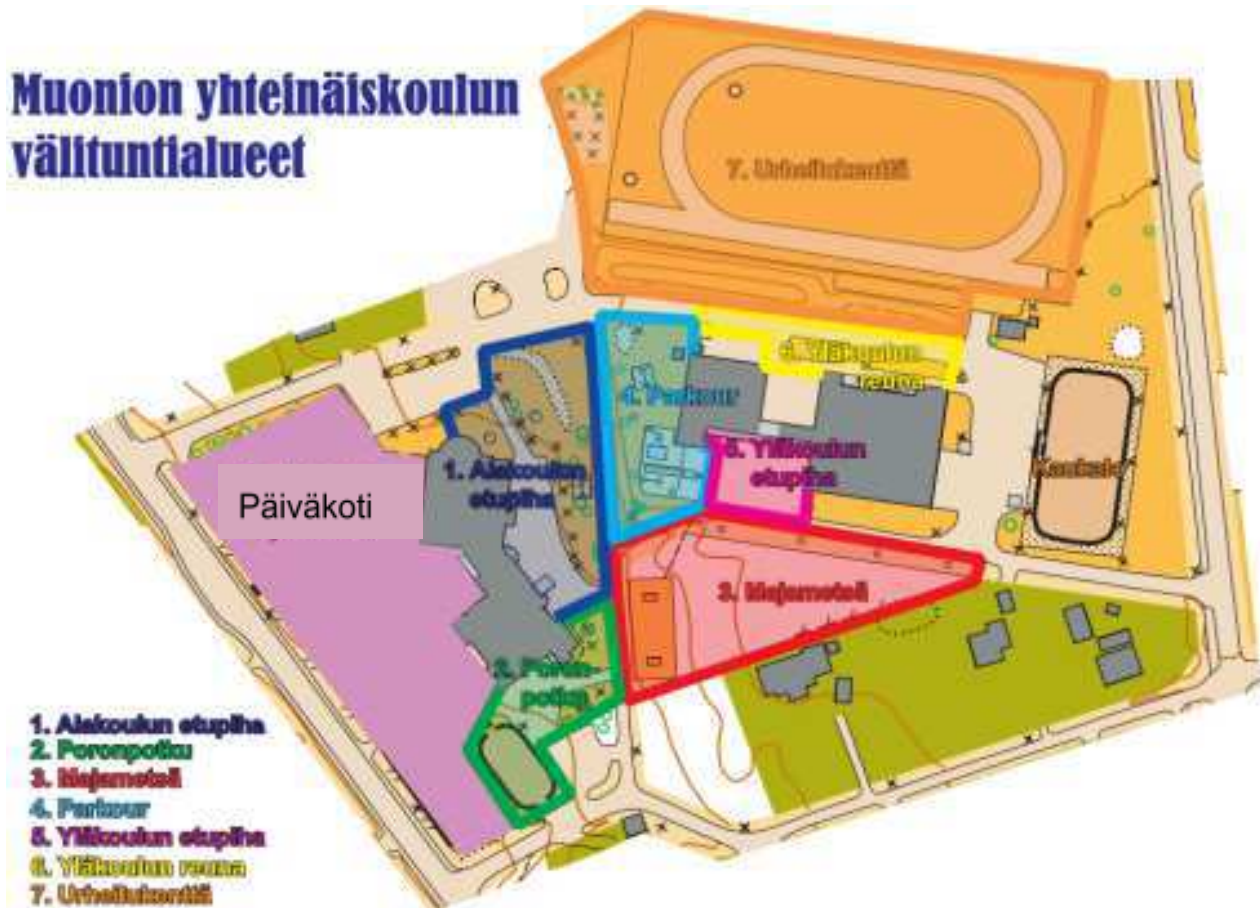 Muonion yhteinäiskoulun
välituntialueet
7. Urheilukenttä
6. Yläkoulun
reuna
4. Parkour
5. Yläkoulun
etupiha
Kaukalo
1. Alakoulun
etupiha
Päiväkoti
3. Majametsä
2. Poron-
potku
1. Alakoulun etupiha
2. Poronpotku
3. Majametsä
4. Parkour
5. Yläkoulun etupiha
6. Yläkoulun reuna
7. Urheilukenttä